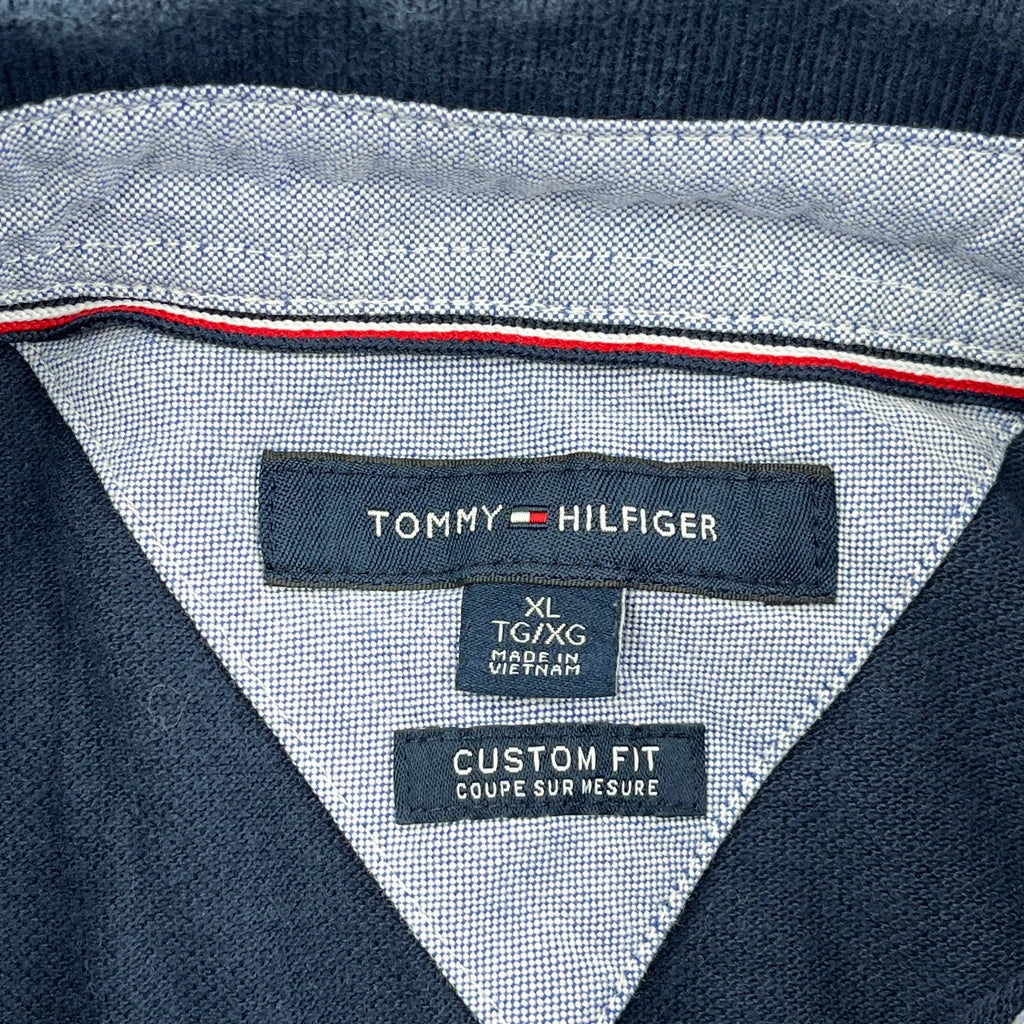 TOMMY HILFIGER
XL
TG/XG
MADE IN
VIETNAM
CUSTOM FIT
COUPE SUR MESURE